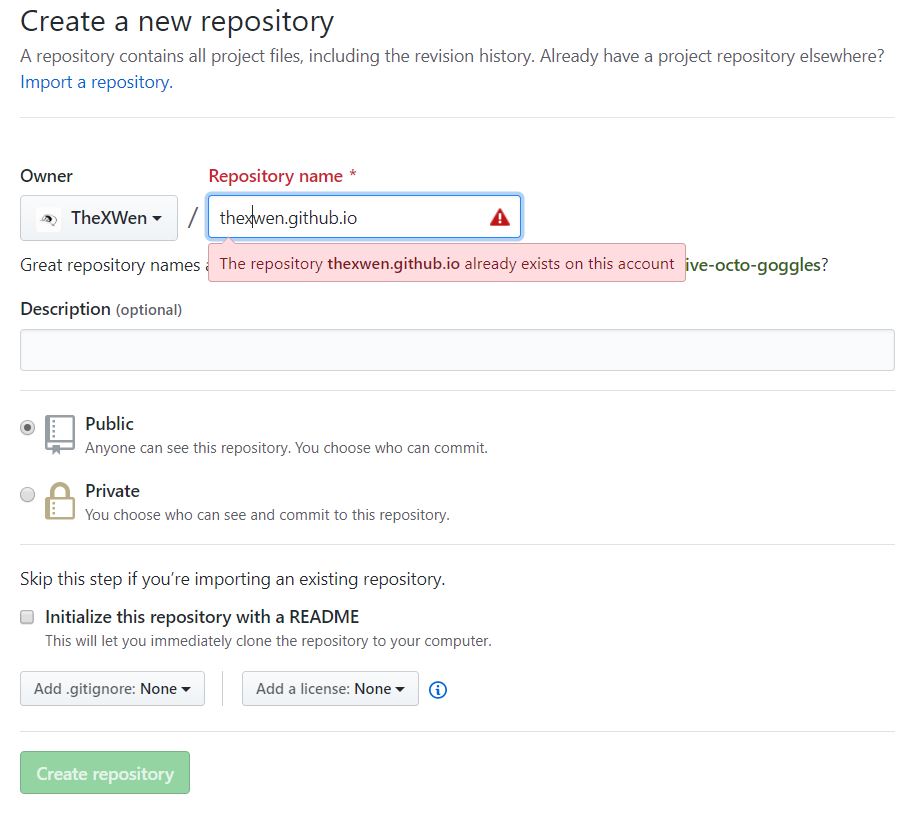 Create a new repository
A repository contains all project files, including the revision history. Already have a project repository elsewhere?
Import a repository.
Owner
Repository name *
TheXWen / thexwen.github.io
Great repository names
The repository thexwen.github.io already exists on this account
ive-octo-goggles?
Description (optional)
Public
Anyone can see this repository. You choose who can commit.
Private
You choose who can see and commit to this repository.
Skip this step if you’re importing an existing repository.
Initialize this repository with a README
This will let you immediately clone the repository to your computer.
Add .gitignore: None
Add a license: None
Create repository